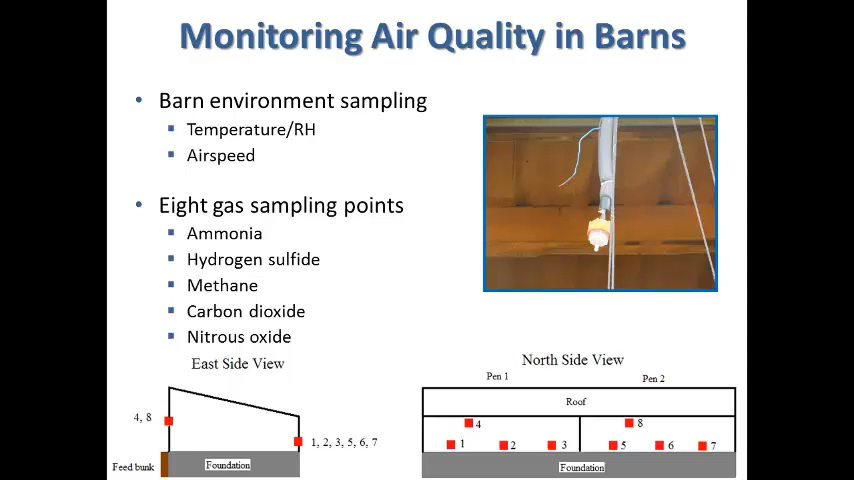 Monitoring Air Quality in Barns
• Barn environment sampling
▪ Temperature/RH
▪ Airspeed
• Eight gas sampling points
▪ Ammonia
▪ Hydrogen sulfide
▪ Methane
▪ Carbon dioxide
▪ Nitrous oxide
East Side View
4, 8
1, 2, 3, 5, 6, 7
Feed bunk
Foundation
North Side View
Pen 1
Pen 2
Roof
4
8
1
2
3
5
6
7
Foundation